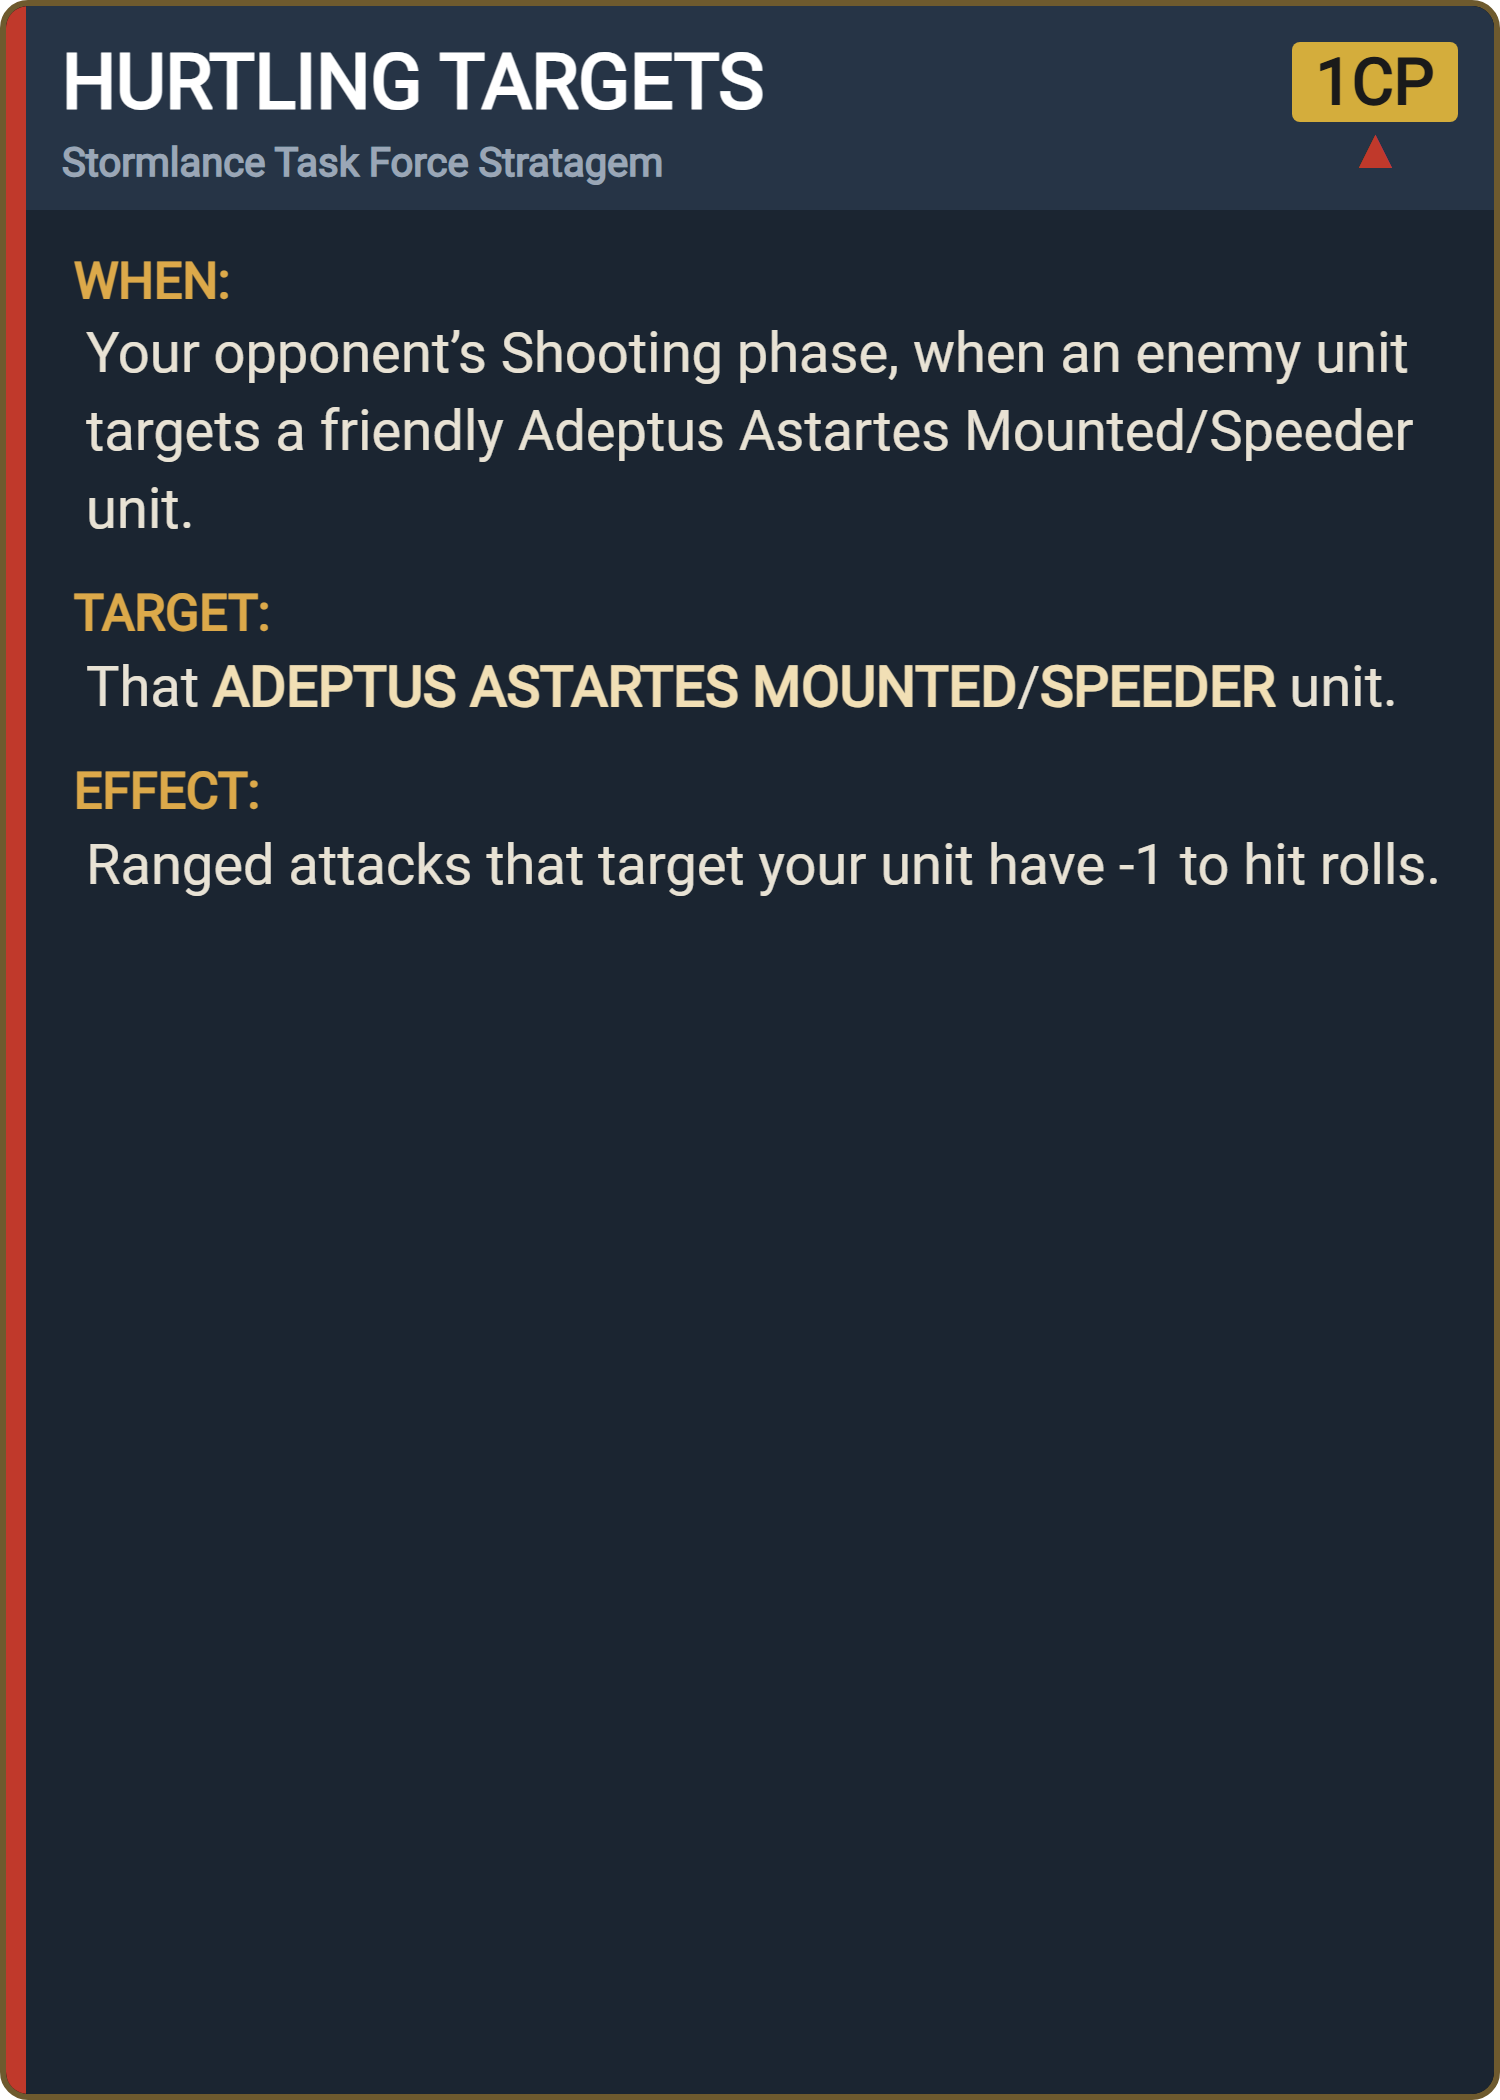 HURTLING TARGETS
1CP
Stormlance Task Force Stratagem
WHEN:
Your opponent’s Shooting phase, when an enemy unit
targets a friendly Adeptus Astartes Mounted/Speeder
unit.
TARGET:
That ADEPTUS ASTARTES MOUNTED/SPEEDER unit.
EFFECT:
Ranged attacks that target your unit have -1 to hit rolls.